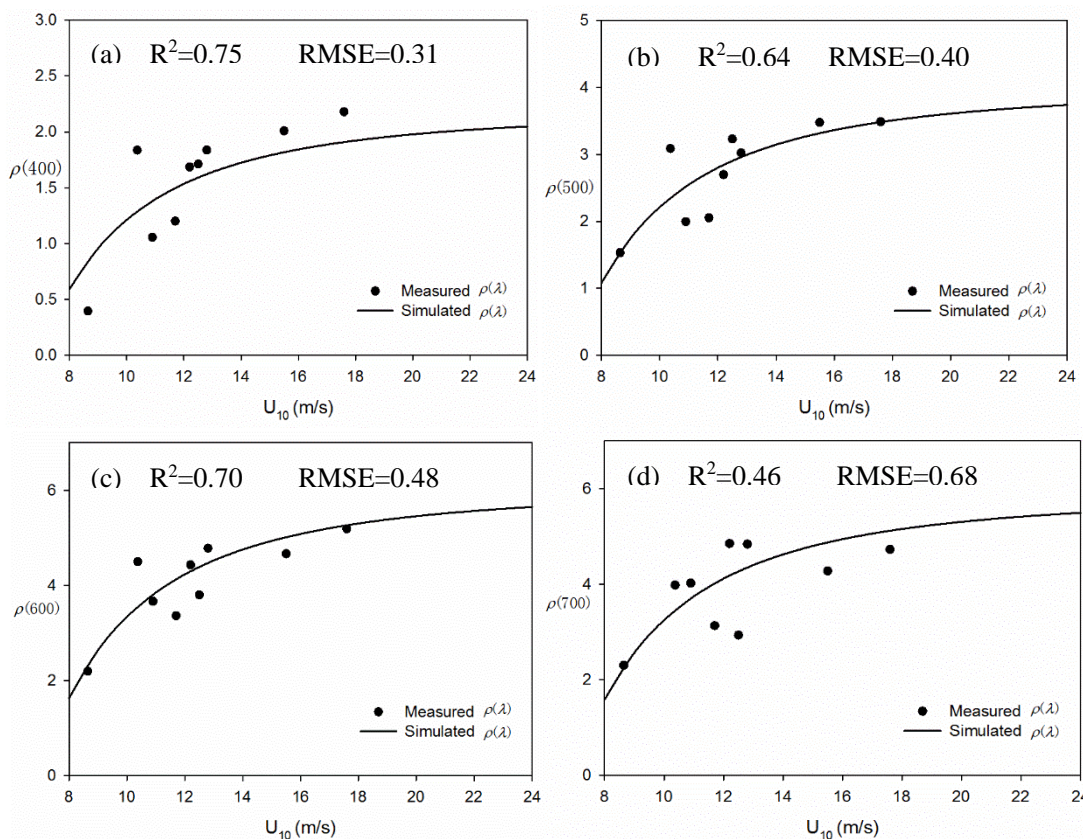 (a) R²=0.75 RMSE=0.31
3.0
2.5
2.0
1.5
1.0
0.5
0.0
ρ(400)
Measured ρ(λ)
Simulated ρ(λ)
8 10 12 14 16 18 20 22 24
U₁₀ (m/s)
(b) R²=0.64 RMSE=0.40
5
4
3
2
1
0
ρ(500)
Measured ρ(λ)
Simulated ρ(λ)
8 10 12 14 16 18 20 22 24
U₁₀ (m/s)
(c) R²=0.70 RMSE=0.48
6
4
2
0
ρ(600)
Measured ρ(λ)
Simulated ρ(λ)
8 10 12 14 16 18 20 22 24
U₁₀ (m/s)
(d) R²=0.46 RMSE=0.68
6
4
2
0
ρ(700)
Measured ρ(λ)
Simulated ρ(λ)
8 10 12 14 16 18 20 22 24
U₁₀ (m/s)